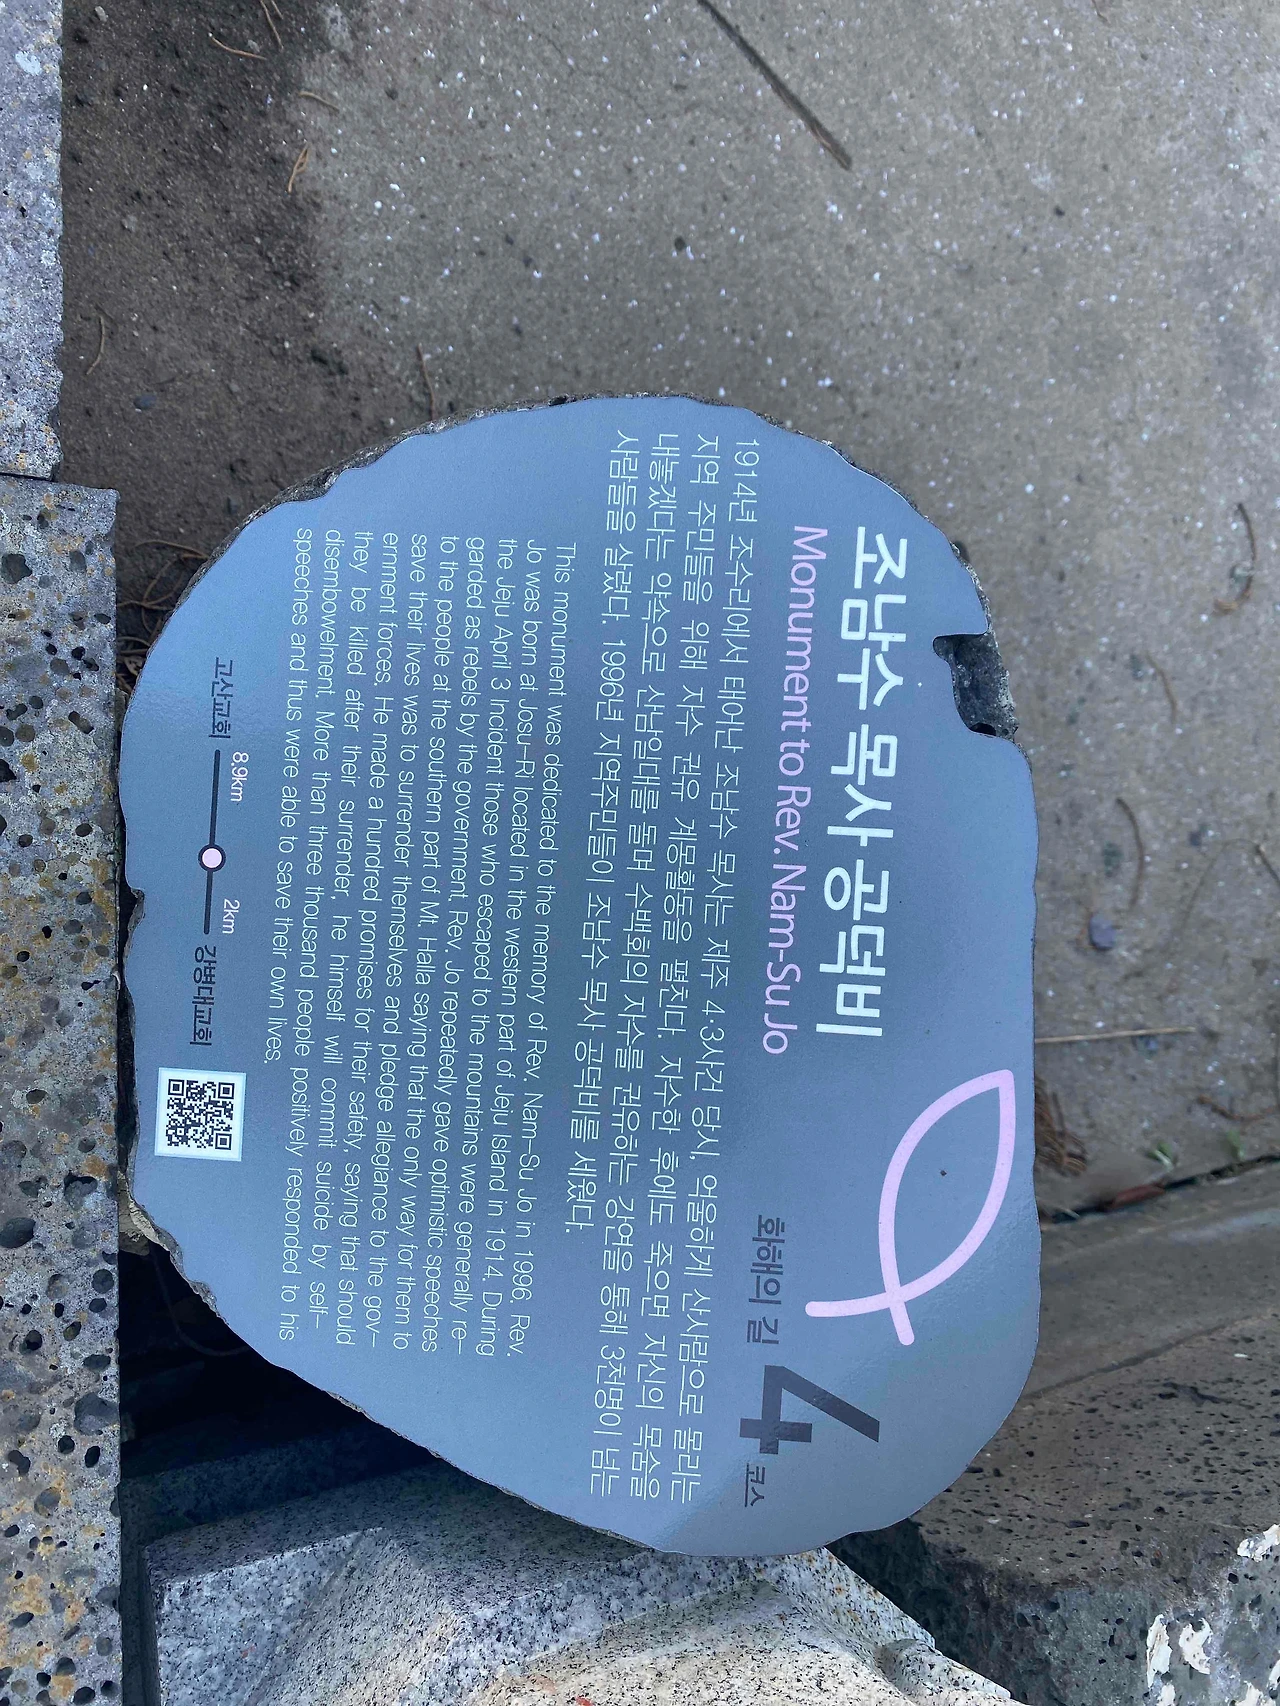 조남수 목사 공덕비
Monument to Rev. Nam-Su Jo
화해의 길 4 코스
1914년 조수리에서 태어난 조남수 목사는 제주 4·3사건 당시, 억울하게 산사람으로 몰리는
지역 주민들을 위해 자수 권유 계몽활동을 펼친다. 자수한 후에도 죽으면 자신의 목숨을
내놓겠다는 약속으로 산남일대를 돌며 수백회의 자수를 권유하는 강연을 통해 3천명이 넘는
사람들을 살렸다. 1996년 지역주민들이 조남수 목사 공덕비를 세웠다.
This monument was dedicated to the memory of Rev. Nam-Su Jo in 1996. Rev.
Jo was born at Josu-Ri located in the western part of Jeju Island in 1914. During
the Jeju April 3 Incident those who escaped to the mountains were generally re-
garded as rebels by the government, Rev. Jo repeatedly gave optimistic speeches
to the people at the southern part of Mt. Halla saying that the only way for them to
save their lives was to surrender themselves and pledge allegiance to the gov-
ernment forces. He made a hundred promises for their safety, saying that should
they be killed after their surrender, he himself will commit suicide by self-
disembowelment. More than three thousand people positively responded to his
speeches and thus were able to save their own lives.
8.9km 2km
고산교회 강병대교회